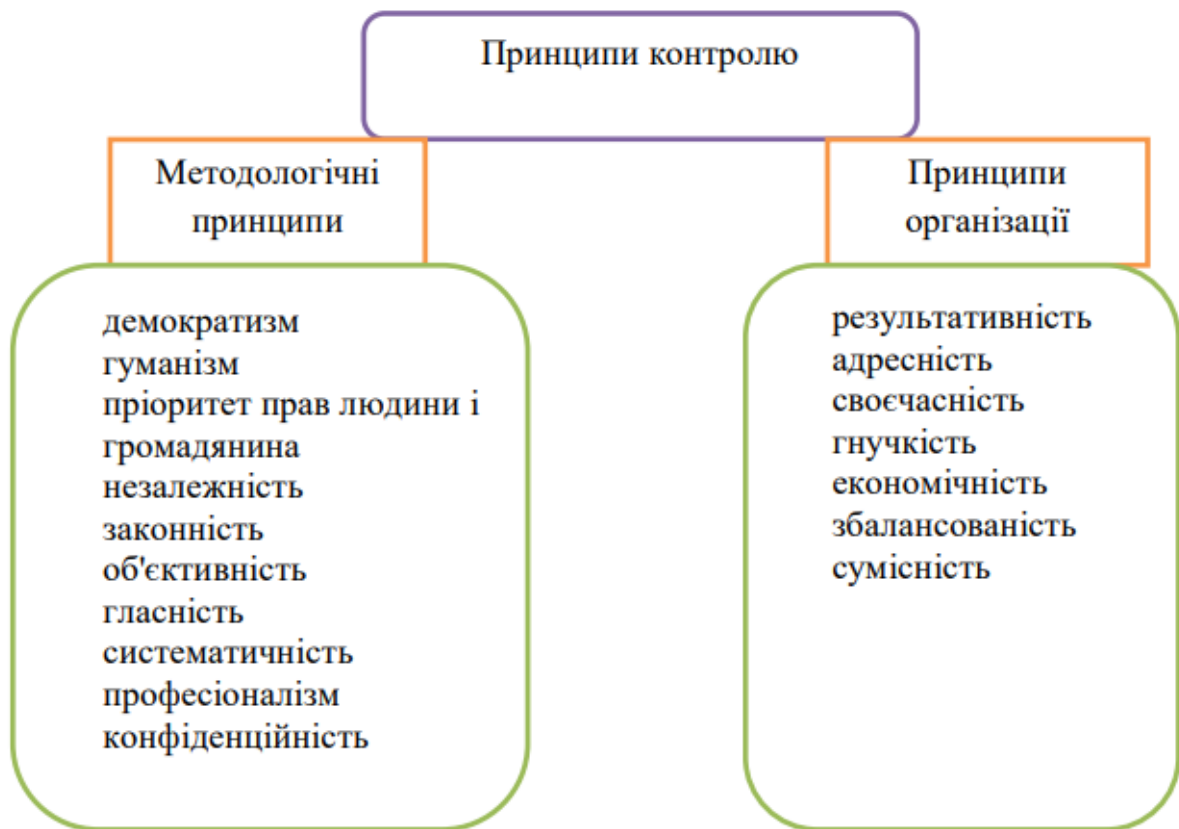 Принципи контролю
Методологічні
принципи
демократизм
гуманізм
пріоритет прав людини і
громадянина
незалежність
законність
об'єктивність
гласність
систематичність
професіоналізм
конфіденційність
Принципи
організації
результативність
адресність
своєчасність
гнучкість
економічність
збалансованість
сумісність